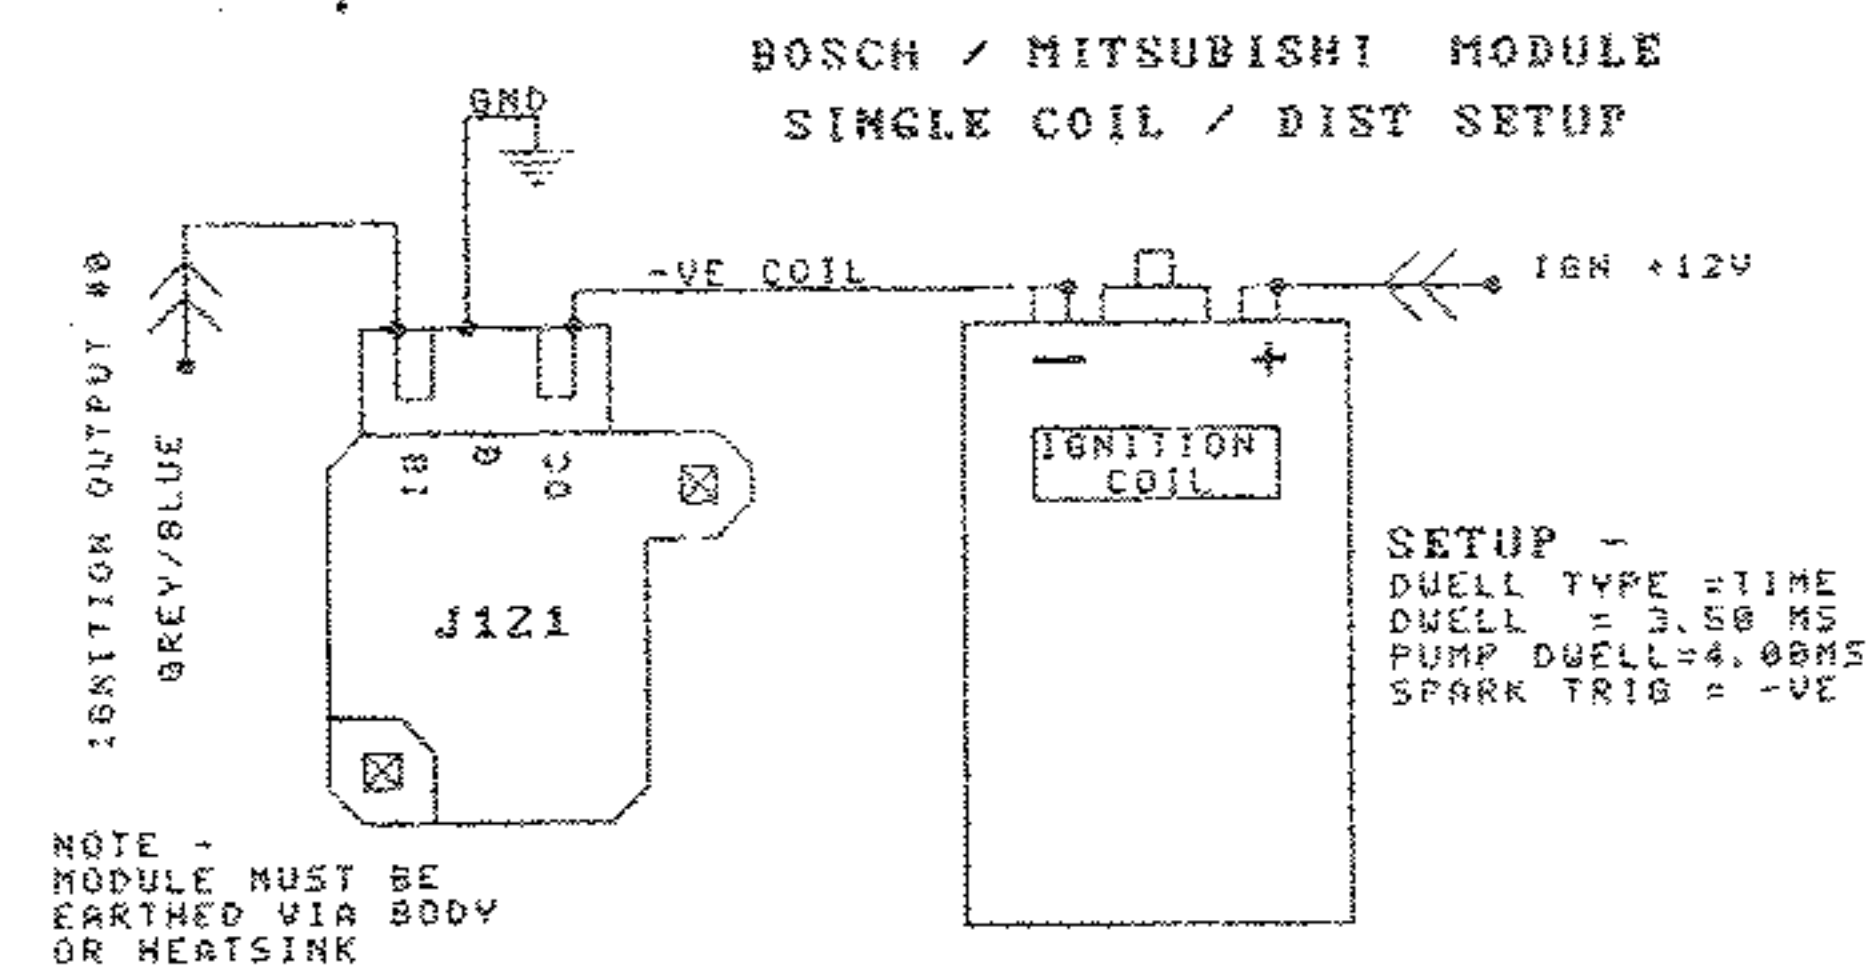 BOSCH / MITSUBISHI MODULE
SINGLE COIL / DIST SETUP
GND
-VE COIL
IGN +12V
IGNITION OUTPUT #0
GREY/BLUE
IB
G
OC
J121
- +
IGNITION
COIL
SETUP -
DWELL TYPE =TIME
DWELL = 3.50 MS
PUMP DWELL=4.00MS
SPARK TRIG = -VE
NOTE -
MODULE MUST BE
EARTHED VIA BODY
OR HEATSINK